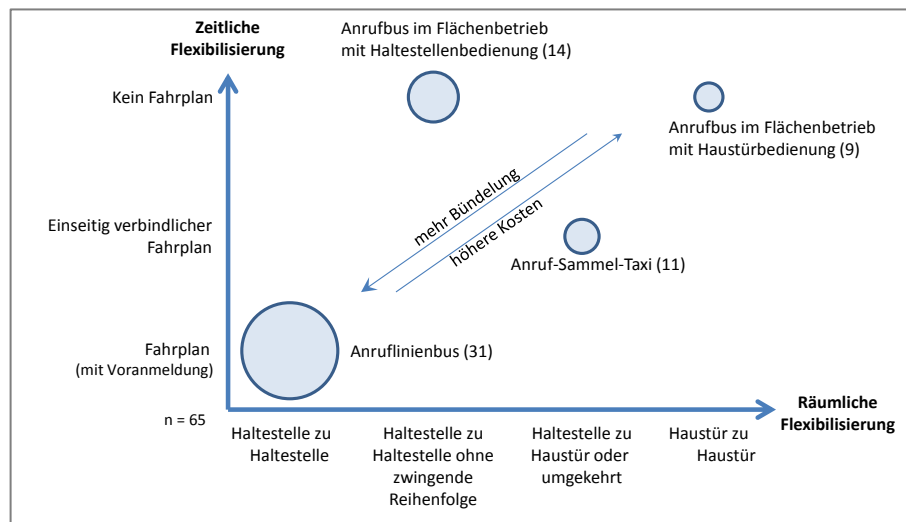 Zeitliche
Flexibilisierung
Anrufbus im Flächenbetrieb
mit Haltestellenbedienung (14)
Kein Fahrplan
Anrufbus im Flächenbetrieb
mit Haustürbedienung (9)
mehr Bündelung
höhere Kosten
Einseitig verbindlicher
Fahrplan
Anruf-Sammel-Taxi (11)
Fahrplan
(mit Voranmeldung)
Anruflinienbus (31)
n = 65
Räumliche
Flexibilisierung
Haltestelle zu
Haltestelle
Haltestelle zu
Haltestelle ohne
zwingende
Reihenfolge
Haltestelle zu
Haustür oder
umgekehrt
Haustür zu
Haustür